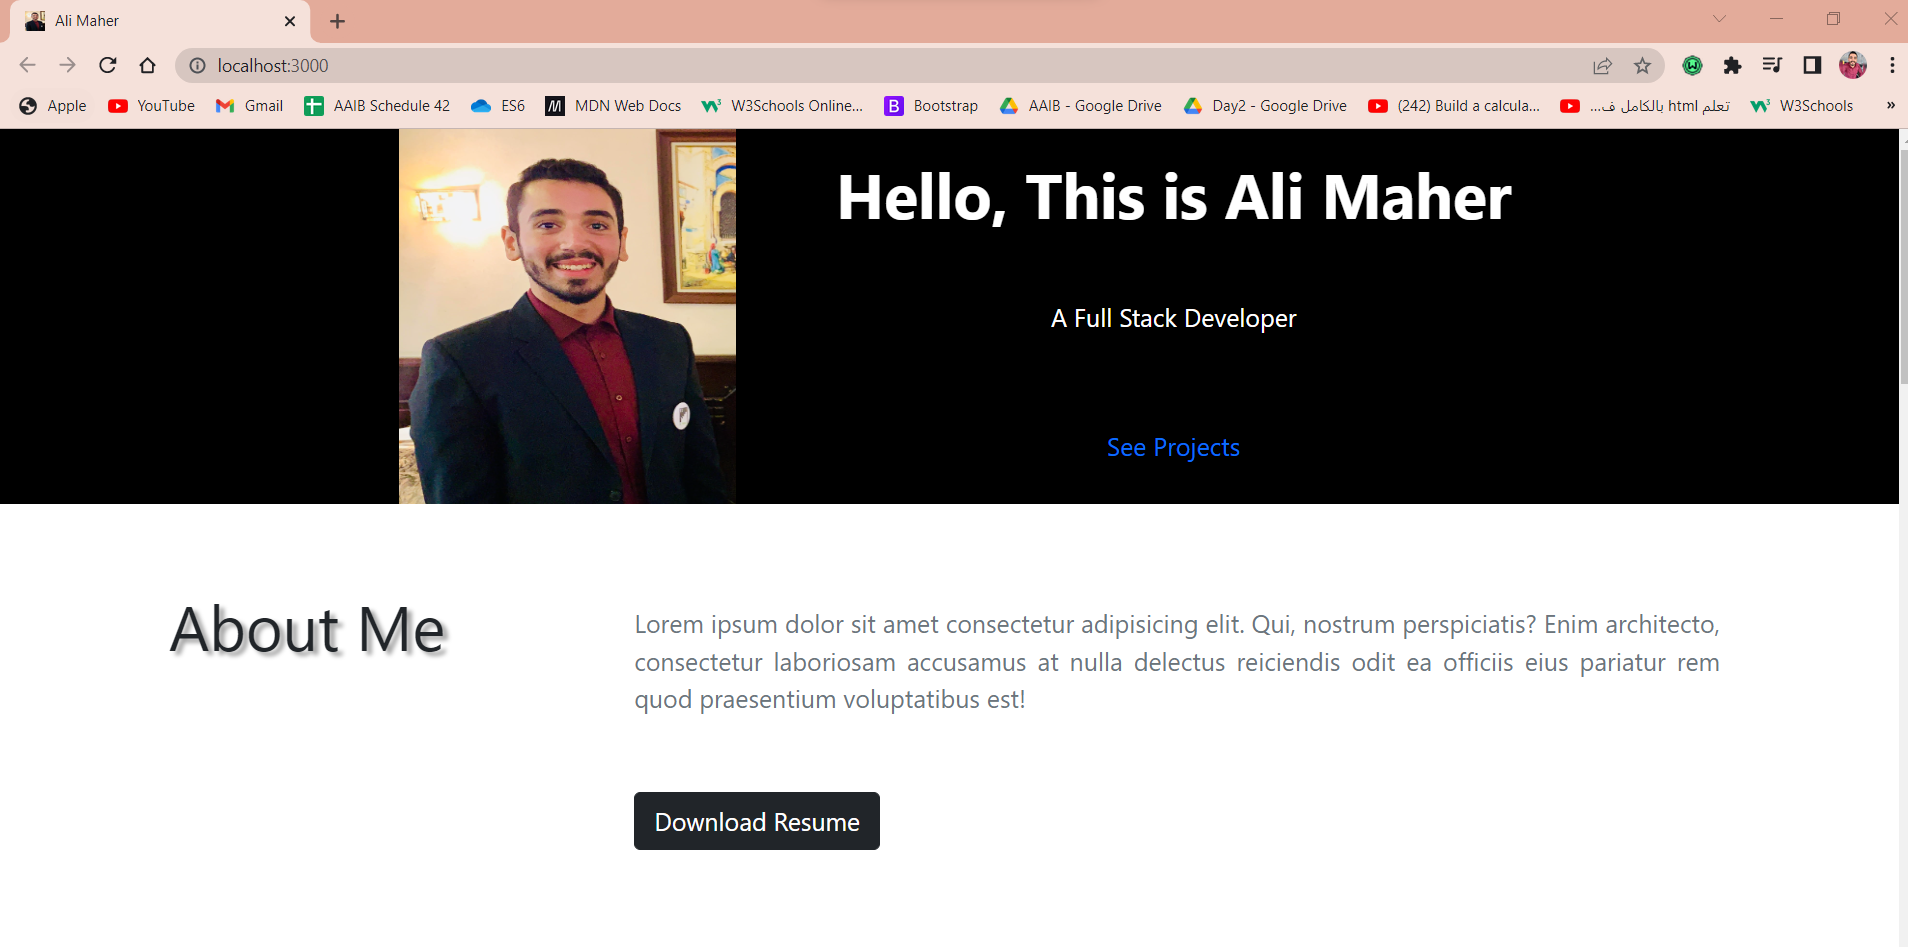 Ali Maher
localhost:3000
Apple YouTube Gmail AAIB Schedule 42 ES6 MDN Web Docs W3Schools Online... Bootstrap AAIB - Google Drive Day2 - Google Drive (242) Build a calcula... تعلم html بالكامل ف... W3Schools »
Hello, This is Ali Maher
A Full Stack Developer
See Projects
About Me
Lorem ipsum dolor sit amet consectetur adipisicing elit. Qui, nostrum perspiciatis? Enim architecto,
consectetur laboriosam accusamus at nulla delectus reiciendis odit ea officiis eius pariatur rem
quod praesentium voluptatibus est!
Download Resume